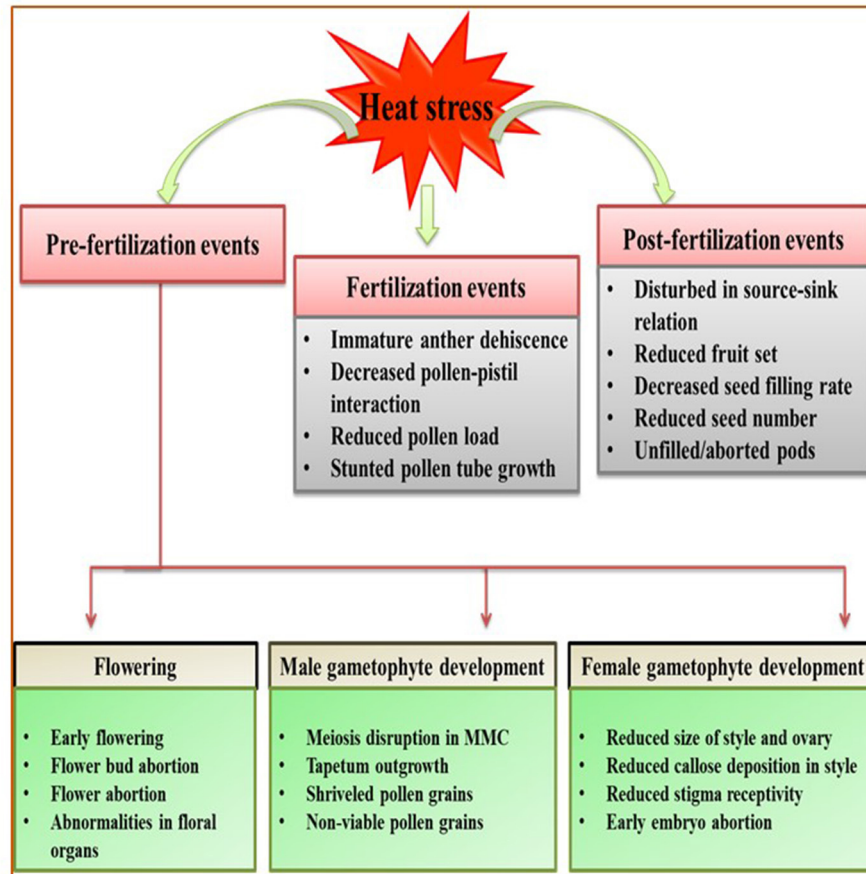 Heat stress
Pre-fertilization events
Fertilization events
• Immature anther dehiscence
• Decreased pollen-pistil
interaction
• Reduced pollen load
• Stunted pollen tube growth
Post-fertilization events
• Disturbed in source-sink
relation
• Reduced fruit set
• Decreased seed filling rate
• Reduced seed number
• Unfilled/aborted pods
Flowering
• Early flowering
• Flower bud abortion
• Flower abortion
• Abnormalities in floral
organs
Male gametophyte development
• Meiosis disruption in MMC
• Tapetum outgrowth
• Shriveled pollen grains
• Non-viable pollen grains
Female gametophyte development
• Reduced size of style and ovary
• Reduced callose deposition in style
• Reduced stigma receptivity
• Early embryo abortion